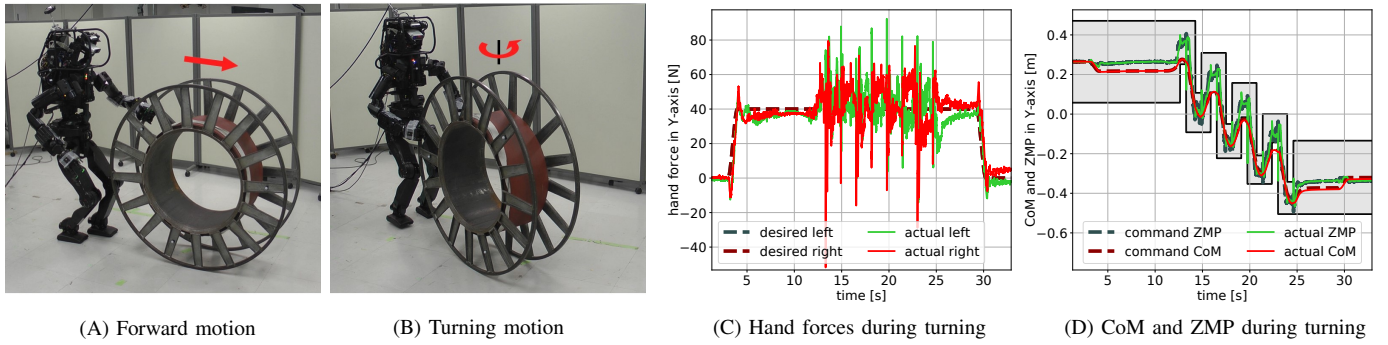 hand force in Y-axis [N]
80
60
40
20
0
−20
−40
5
10
15
20
25
30
time [s]
desired left
desired right
actual left
actual right
CoM and ZMP in Y-axis [m]
0.4
0.2
0.0
−0.2
−0.4
−0.6
5
10
15
20
25
30
time [s]
command ZMP
command CoM
actual ZMP
actual CoM
(A) Forward motion
(B) Turning motion
(C) Hand forces during turning
(D) CoM and ZMP during turning